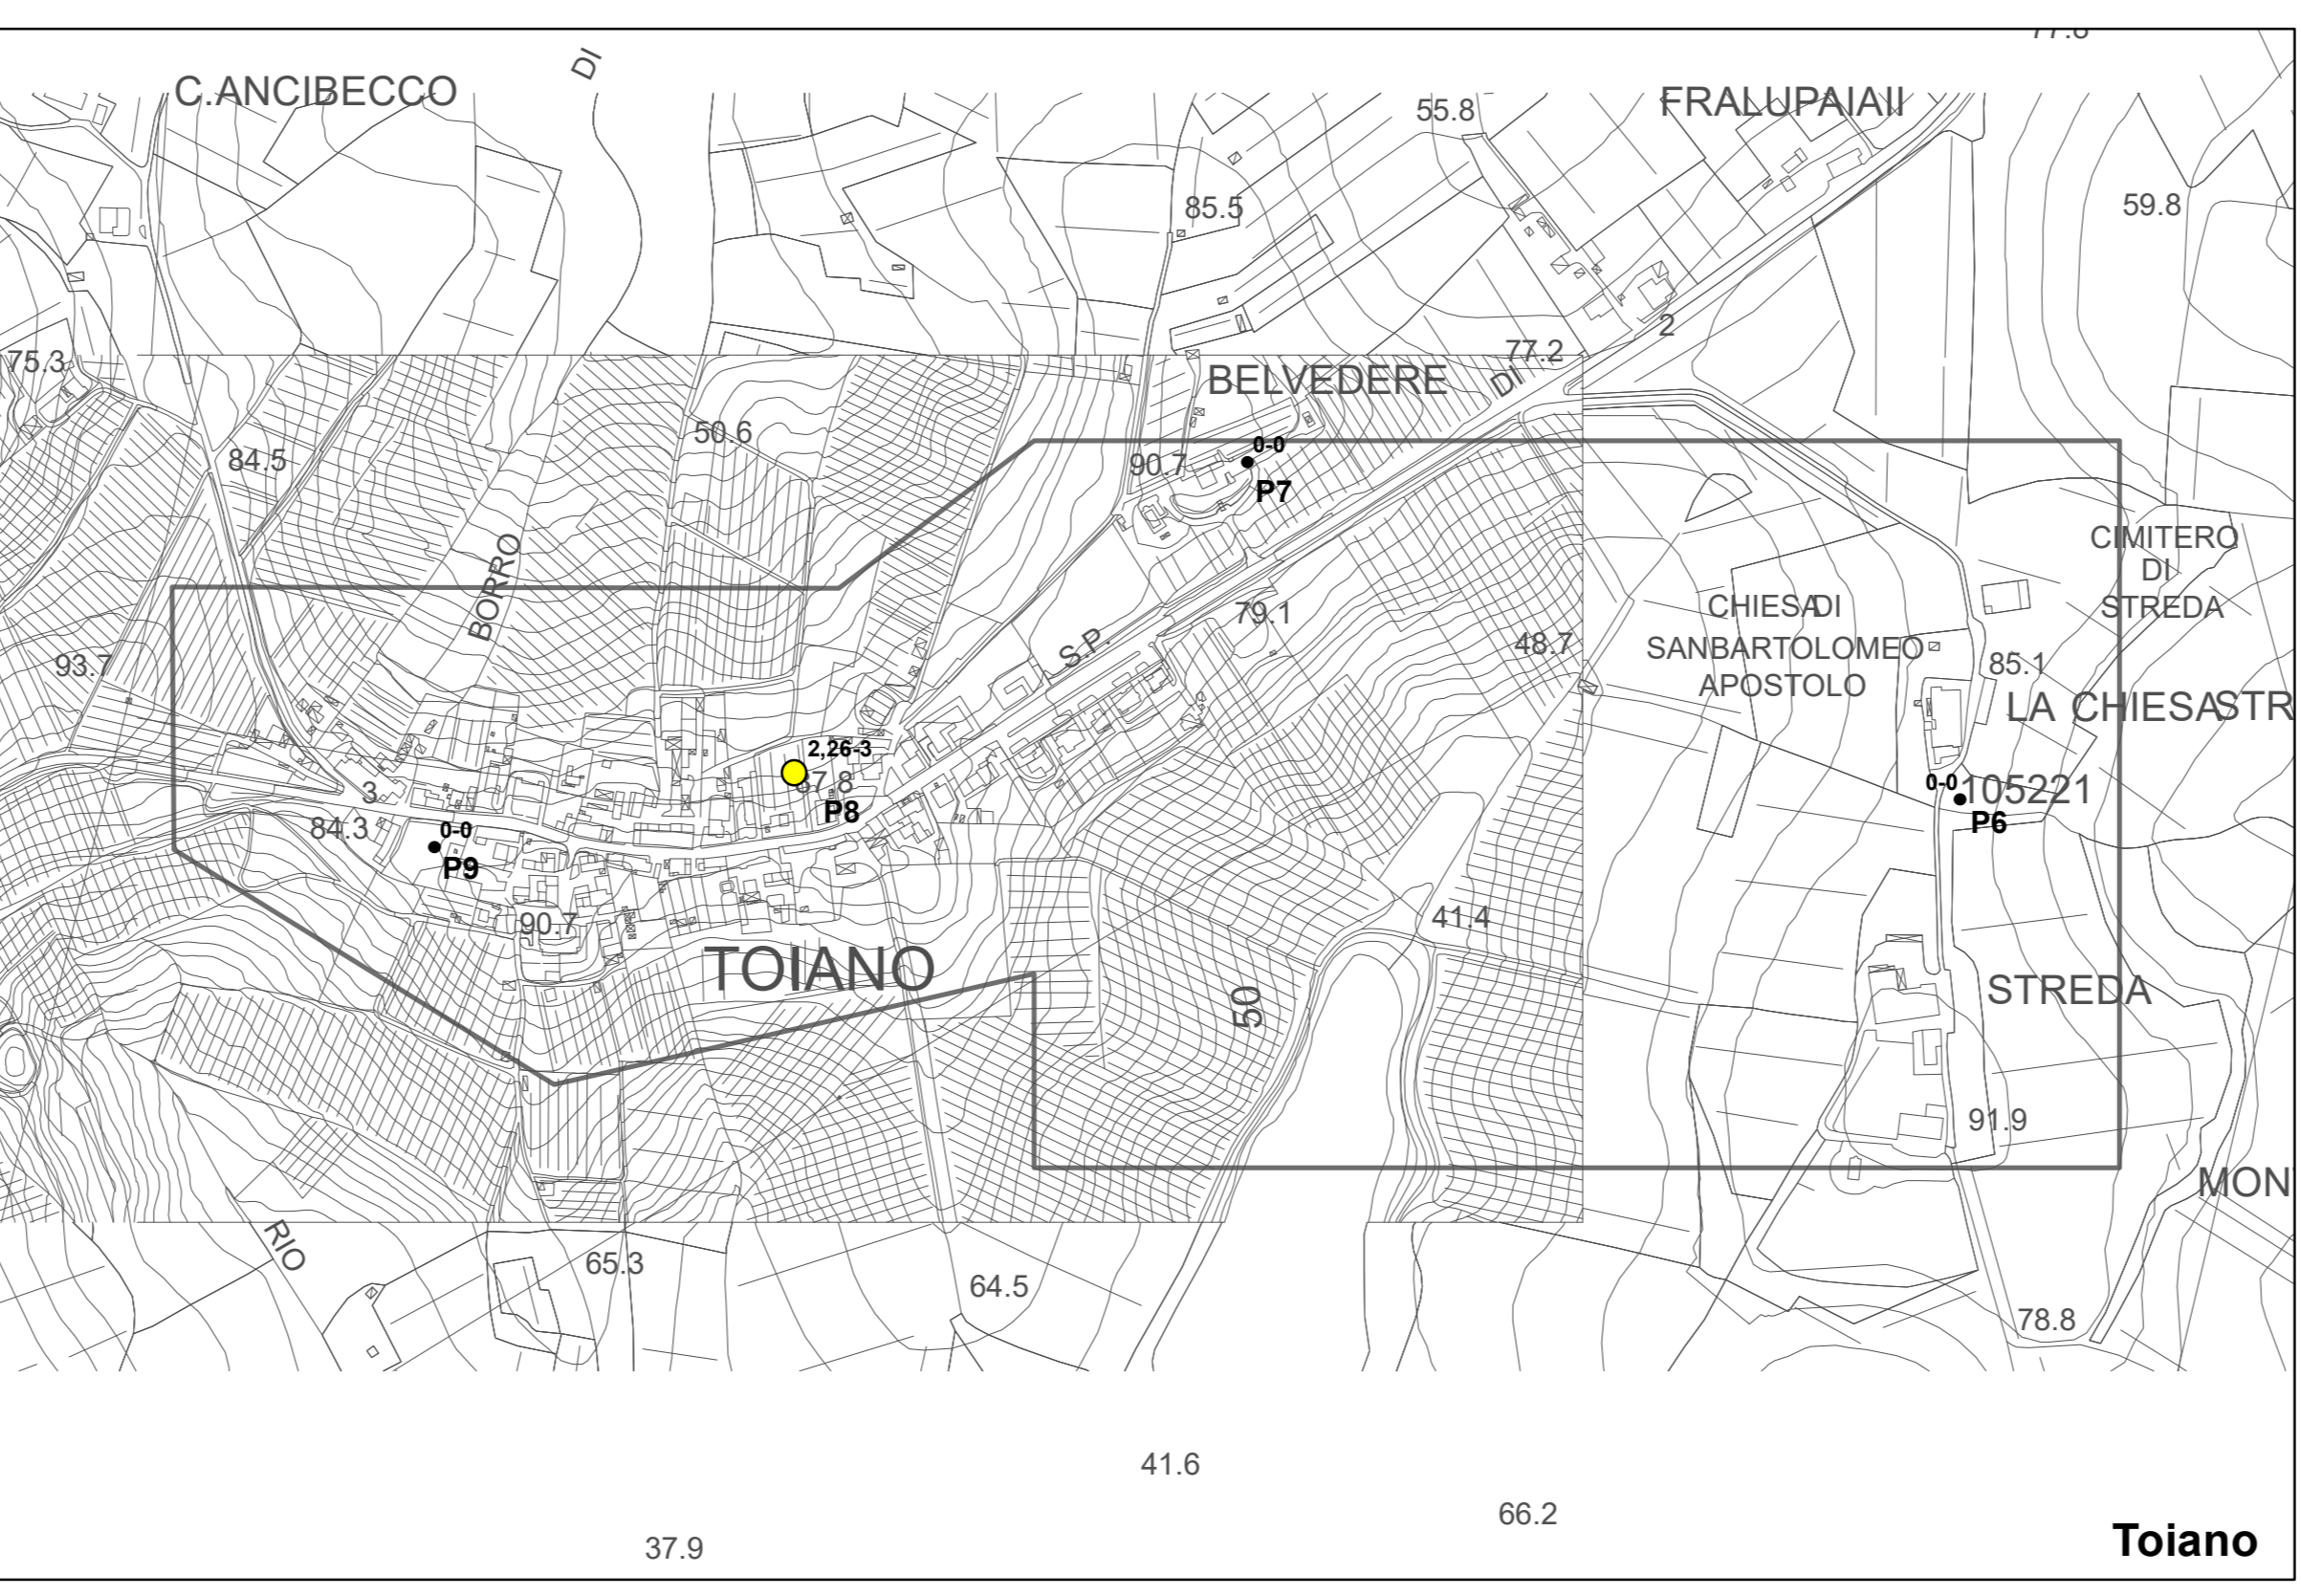 C.ANCIBECCO
DI
55.8
FRALUPAIAII
85.5
59.8
2
77.2
75.3
BELVEDERE
DI
50.6
84.5
90.7
0-0
P7
BORRO
CIMITERO
DI
STREDA
CHIESA DI
SANBARTOLOMEO
APOSTOLO
79.1
S.P.
48.7
93.7
85.1
LA CHIESA
STR
2,26-3
P8
3
84.3
0-0
P9
0-0
105221
P6
90.7
41.4
TOIANO
50
STREDA
91.9
MON
RIO
65.3
64.5
78.8
41.6
66.2
37.9
Toiano